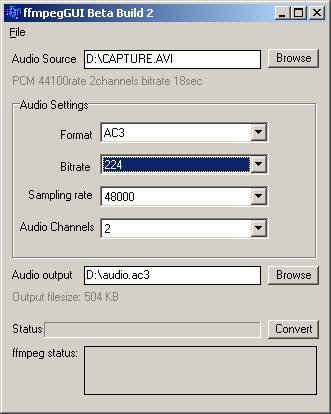 ffmpegGUI Beta Build 2
File
Audio Source D:\CAPTURE.AVI Browse
PCM 44100rate 2channels bitrate 18sec
Audio Settings
Format AC3
Bitrate 224
Sampling rate 48000
Audio Channels 2
Audio output D:\audio.ac3 Browse
Output filesize: 504 KB
Status Convert
ffmpeg status: